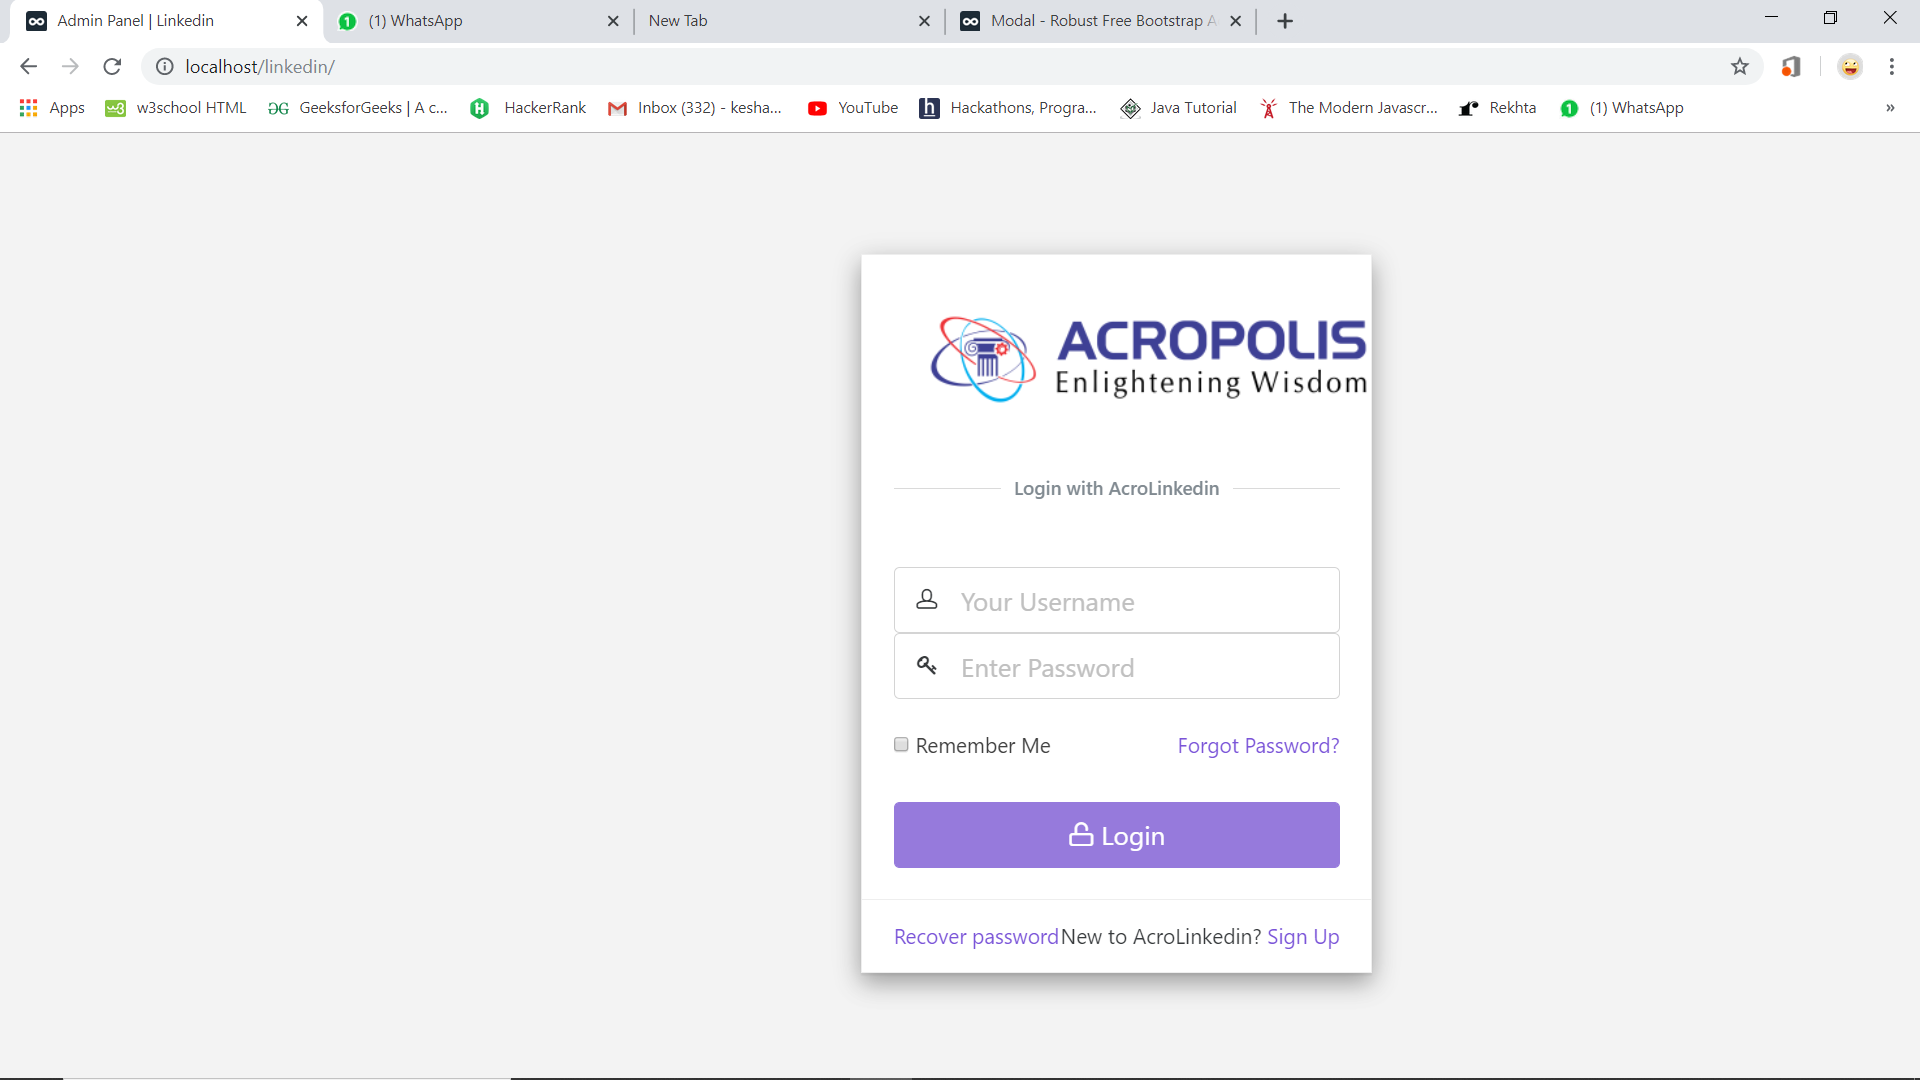 Admin Panel | Linkedin
(1) WhatsApp
New Tab
Modal - Robust Free Bootstrap A
localhost/linkedin/
Apps
w3school HTML
GeeksforGeeks | A c...
HackerRank
Inbox (332) - kesha...
YouTube
h Hackathons, Progra...
Java Tutorial
The Modern Javascr...
Rekhta
1 (1) WhatsApp
»
ACROPOLIS
Enlightening Wisdom
Login with AcroLinkedin
Your Username
Enter Password
Remember Me
Forgot Password?
Login
Recover password
New to AcroLinkedin? Sign Up